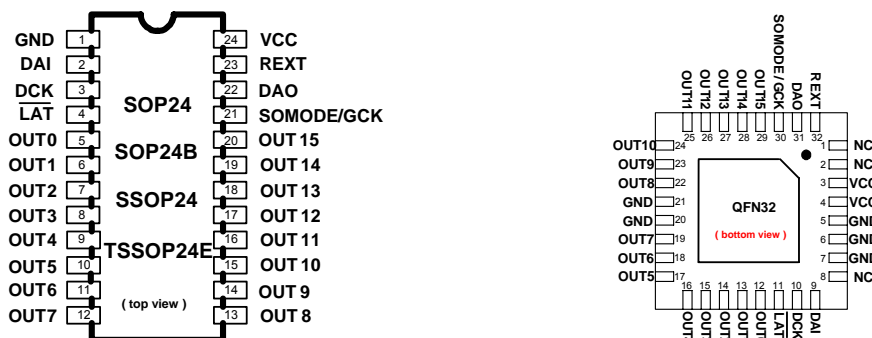 GND 1 24 VCC
DAI 2 23 REXT
DCK 3 22 DAO
LAT 4 21 SOMODE/GCK
OUT0 5 20 OUT 15
OUT1 6 19 OUT 14
OUT2 7 18 OUT 13
OUT3 8 17 OUT 12
OUT4 9 16 OUT 11
OUT5 10 15 OUT 10
OUT6 11 14 OUT 9
OUT7 12 13 OUT 8
SOP24
SOP24B
SSOP24
TSSOP24E
( top view )
OUT11
OUT12
OUT13
OUT14
OUT15
SOMODE / GCK
DAO
REXT
25 26 27 28 29 30 31 32
OUT10 24 1 NC
OUT9 23 2 NC
OUT8 22 3 VCC
GND 21 4 VCC
GND 20 5 GND
OUT7 19 6 GND
OUT6 18 7 GND
OUT5 17 8 NC
QFN32
( bottom view )
16 15 14 13 12 11 10 9
LAT
DCK
DAI